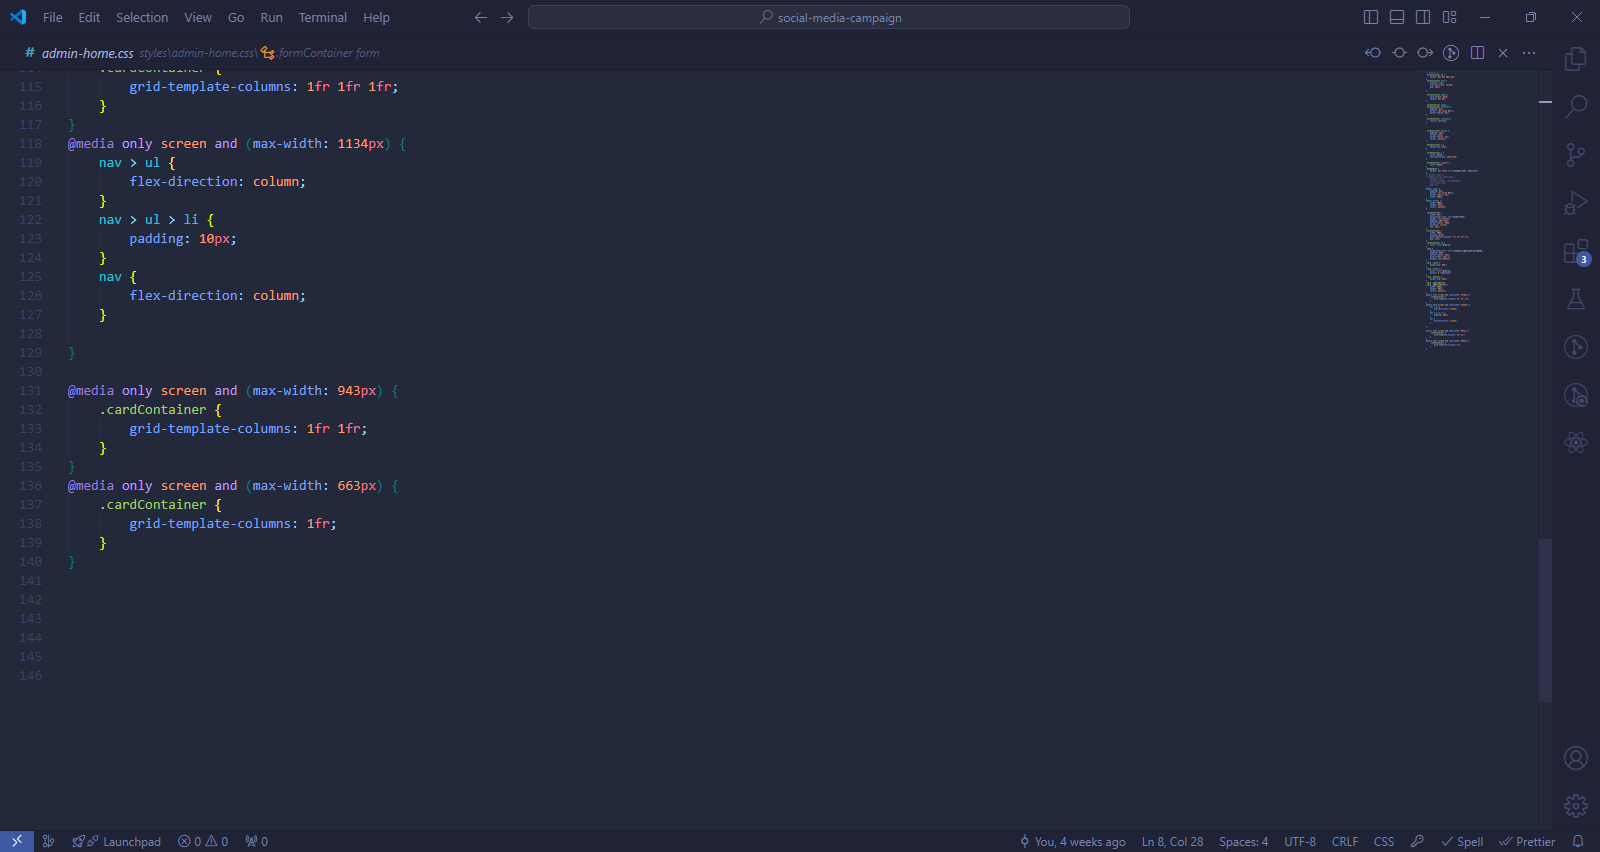 File Edit Selection View Go Run Terminal Help
social-media-campaign
# admin-home.css styles\admin-home.css\ .formContainer form
114 .cardContainer {
115 grid-template-columns: 1fr 1fr 1fr;
116 }
117 }
118 @media only screen and (max-width: 1134px) {
119 nav > ul {
120 flex-direction: column;
121 }
122 nav > ul > li {
123 padding: 10px;
124 }
125 nav {
126 flex-direction: column;
127 }
128
129 }
130
131 @media only screen and (max-width: 943px) {
132 .cardContainer {
133 grid-template-columns: 1fr 1fr;
134 }
135 }
136 @media only screen and (max-width: 663px) {
137 .cardContainer {
138 grid-template-columns: 1fr;
139 }
140 }
141
142
143
144
145
146
3
Launchpad 0 0 0 You, 4 weeks ago Ln 8, Col 28 Spaces: 4 UTF-8 CRLF CSS Spell Prettier